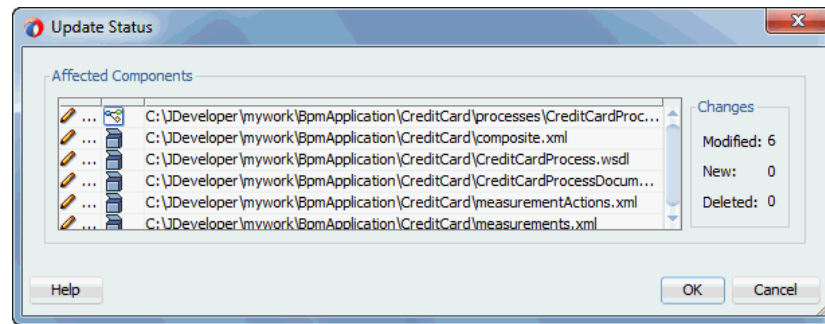 Update Status
Affected Components
... C:\JDeveloper\mywork\BpmApplication\CreditCard\processes\CreditCardProc...
... C:\JDeveloper\mywork\BpmApplication\CreditCard\composite.xml
... C:\JDeveloper\mywork\BpmApplication\CreditCard\CreditCardProcess.wsdl
... C:\JDeveloper\mywork\BpmApplication\CreditCard\CreditCardProcessDocum...
... C:\JDeveloper\mywork\BpmApplication\CreditCard\measurementActions.xml
... C:\JDeveloper\mywork\BpmApplication\CreditCard\measurements.xml
Changes
Modified: 6
New: 0
Deleted: 0
Help
OK
Cancel